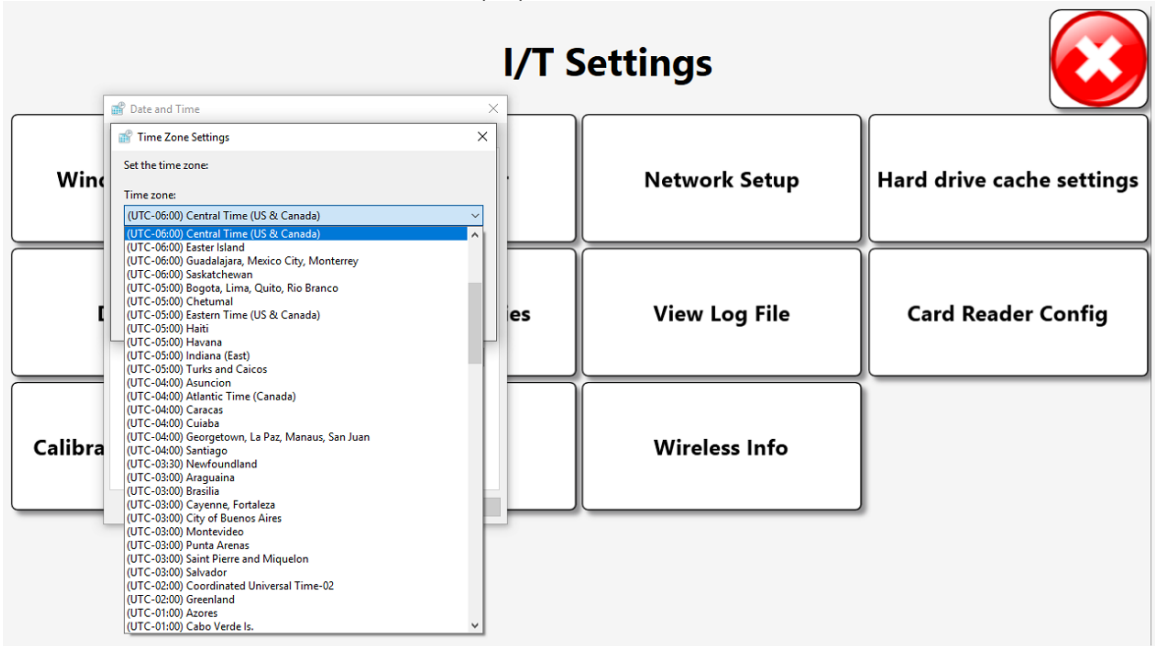 I/T Settings
Date and Time
Time Zone Settings
Set the time zone:
Time zone:
(UTC-06:00) Central Time (US & Canada)
(UTC-06:00) Central Time (US & Canada)
(UTC-06:00) Easter Island
(UTC-06:00) Guadalajara, Mexico City, Monterrey
(UTC-06:00) Saskatchewan
(UTC-05:00) Bogota, Lima, Quito, Rio Branco
(UTC-05:00) Chetumal
(UTC-05:00) Eastern Time (US & Canada)
(UTC-05:00) Haiti
(UTC-05:00) Havana
(UTC-05:00) Indiana (East)
(UTC-05:00) Turks and Caicos
(UTC-04:00) Asuncion
(UTC-04:00) Atlantic Time (Canada)
(UTC-04:00) Caracas
(UTC-04:00) Cuiaba
(UTC-04:00) Georgetown, La Paz, Manaus, San Juan
(UTC-04:00) Santiago
(UTC-03:30) Newfoundland
(UTC-03:00) Araguaina
(UTC-03:00) Brasilia
(UTC-03:00) Cayenne, Fortaleza
(UTC-03:00) City of Buenos Aires
(UTC-03:00) Montevideo
(UTC-03:00) Punta Arenas
(UTC-03:00) Saint Pierre and Miquelon
(UTC-03:00) Salvador
(UTC-02:00) Coordinated Universal Time-02
(UTC-02:00) Greenland
(UTC-01:00) Azores
(UTC-01:00) Cabo Verde Is.
Network Setup
Hard drive cache settings
View Log File
Card Reader Config
Wireless Info